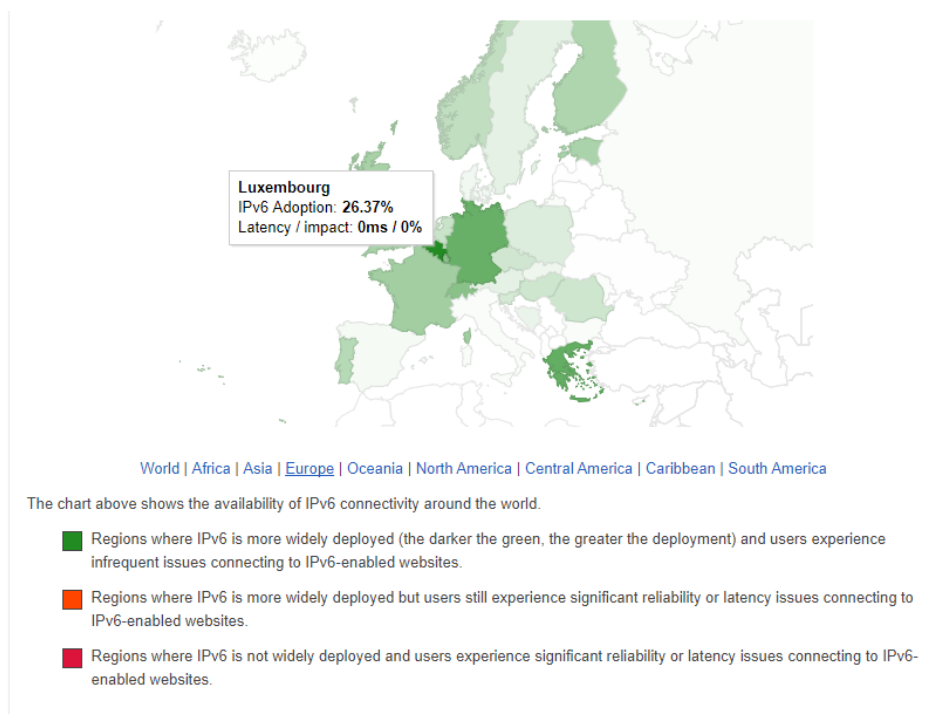 Luxembourg
IPv6 Adoption: 26.37%
Latency / impact: 0ms / 0%
World | Africa | Asia | Europe | Oceania | North America | Central America | Caribbean | South America
The chart above shows the availability of IPv6 connectivity around the world.
Regions where IPv6 is more widely deployed (the darker the green, the greater the deployment) and users experience
infrequent issues connecting to IPv6-enabled websites.
Regions where IPv6 is more widely deployed but users still experience significant reliability or latency issues connecting to
IPv6-enabled websites.
Regions where IPv6 is not widely deployed and users experience significant reliability or latency issues connecting to IPv6-
enabled websites.